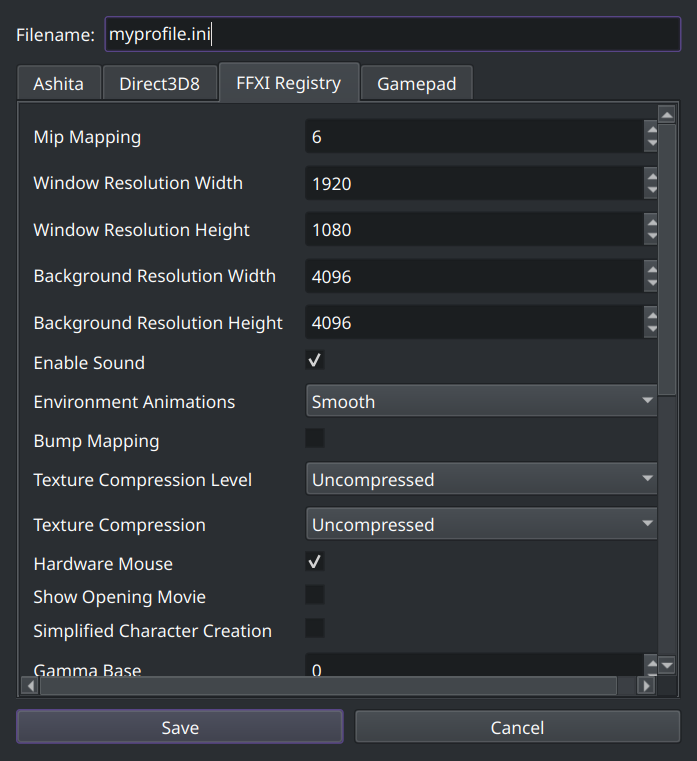 Filename: myprofile.ini
Ashita Direct3D8 FFXI Registry Gamepad
Mip Mapping 6
Window Resolution Width 1920
Window Resolution Height 1080
Background Resolution Width 4096
Background Resolution Height 4096
Enable Sound
Environment Animations Smooth
Bump Mapping
Texture Compression Level Uncompressed
Texture Compression Uncompressed
Hardware Mouse
Show Opening Movie
Simplified Character Creation
Gamma Base 0
Save Cancel